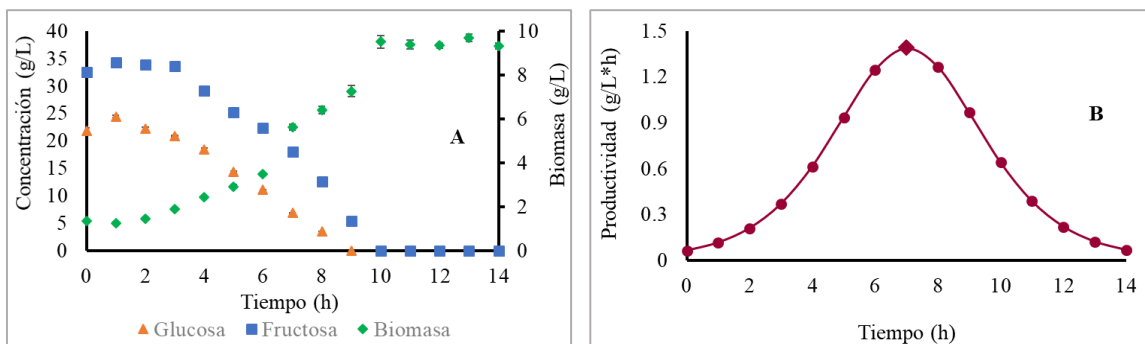 40
35
30
25
20
15
10
5
0
Concentración (g/L)
10
8
6
4
2
0
Biomasa (g/L)
A
0 2 4 6 8 10 12 14
Tiempo (h)
Glucosa Fructosa Biomasa
1.5
1.2
0.9
0.6
0.3
0
Productividad (g/L*h)
B
0 2 4 6 8 10 12 14
Tiempo (h)